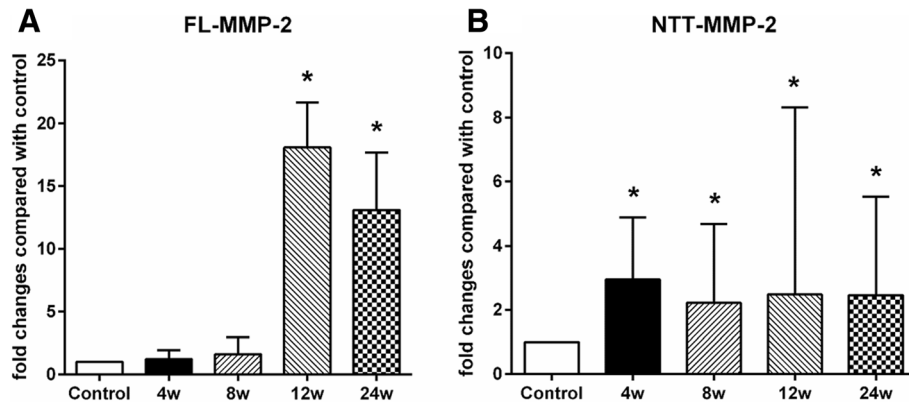 A
FL-MMP-2
fold changes compared with control
25
20
15
10
5
0
*
*
Control 4w 8w 12w 24w
B
NTT-MMP-2
fold changes compared with control
10
8
6
4
2
0
*
*
*
*
Control 4w 8w 12w 24w